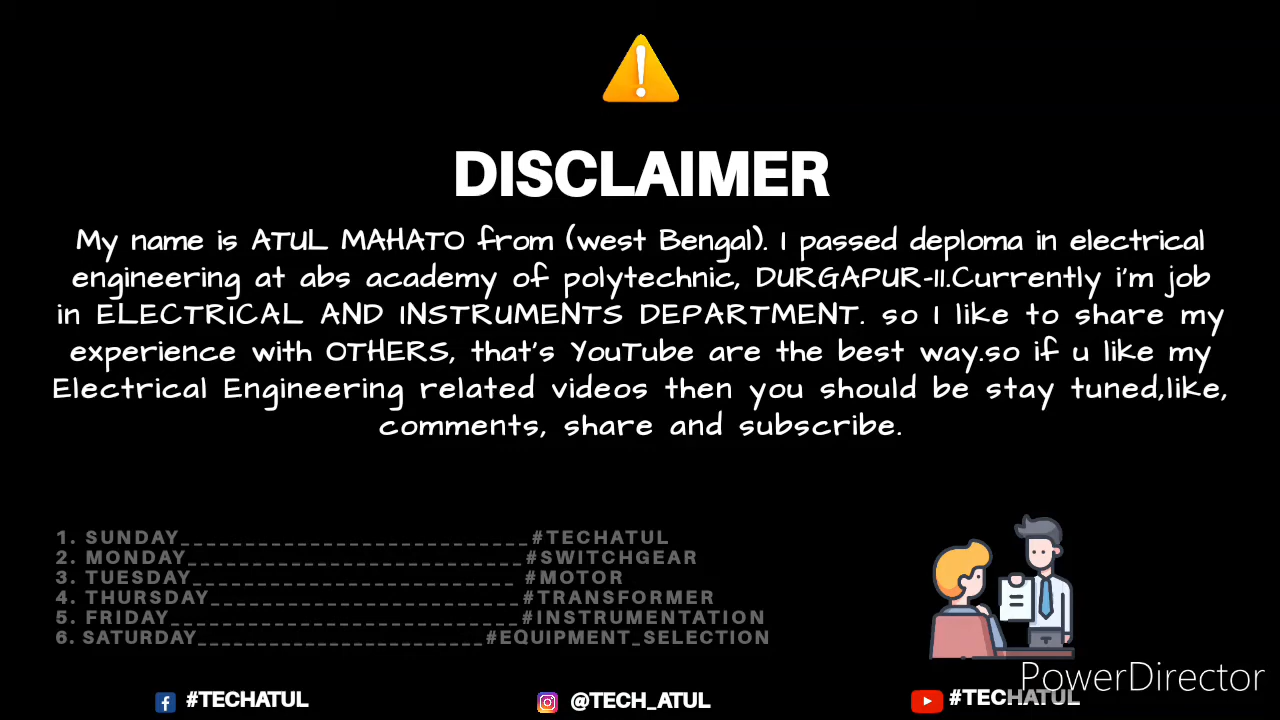 DISCLAIMER
My name is ATUL MAHATO from (west Bengal). I passed deploma in electrical
engineering at abs academy of polytechnic, DURGAPUR-II.Currently i'm job
in ELECTRICAL AND INSTRUMENTS DEPARTMENT. so I like to share my
experience with OTHERS, that's YouTube are the best way.so if u like my
Electrical Engineering related videos then you should be stay tuned,like,
comments, share and subscribe.
1. SUNDAY___________________________#TECHATUL
2. MONDAY__________________________#SWITCHGEAR
3. TUESDAY_________________________ #MOTOR
4. THURSDAY________________________#TRANSFORMER
5. FRIDAY___________________________#INSTRUMENTATION
6. SATURDAY________________________#EQUIPMENT_SELECTION
PowerDirector
#TECHATUL @TECH_ATUL #TECHATUL